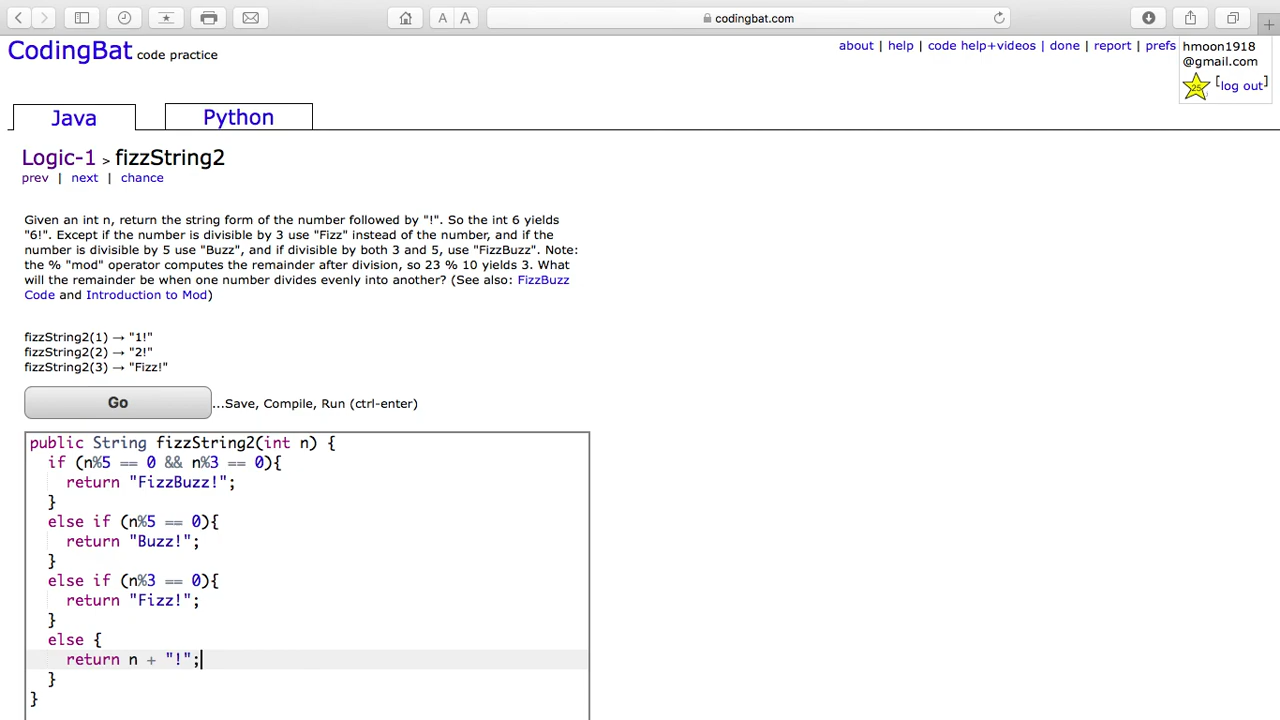 codingbat.com
A A
CodingBat code practice
about | help | code help+videos | done | report | prefs
hmoon1918
@gmail.com
25 [log out]
Java Python
Logic-1 > fizzString2
prev | next | chance
Given an int n, return the string form of the number followed by "!". So the int 6 yields
"6!". Except if the number is divisible by 3 use "Fizz" instead of the number, and if the
number is divisible by 5 use "Buzz", and if divisible by both 3 and 5, use "FizzBuzz". Note:
the % "mod" operator computes the remainder after division, so 23 % 10 yields 3. What
will the remainder be when one number divides evenly into another? (See also: FizzBuzz
Code and Introduction to Mod)
fizzString2(1) → "1!"
fizzString2(2) → "2!"
fizzString2(3) → "Fizz!"
Go ...Save, Compile, Run (ctrl-enter)
public String fizzString2(int n) {
if (n%5 == 0 && n%3 == 0){
return "FizzBuzz!";
}
else if (n%5 == 0){
return "Buzz!";
}
else if (n%3 == 0){
return "Fizz!";
}
else {
return n + "!";
}
}